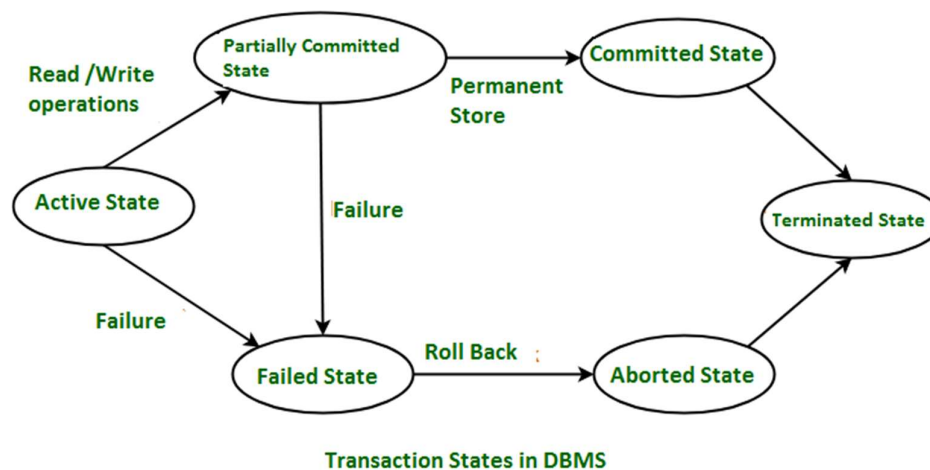 Partially Committed
State
Committed State
Read /Write
operations
Permanent
Store
Active State
Failure
Terminated State
Failure
Roll Back
Failed State
Aborted State
Transaction States in DBMS